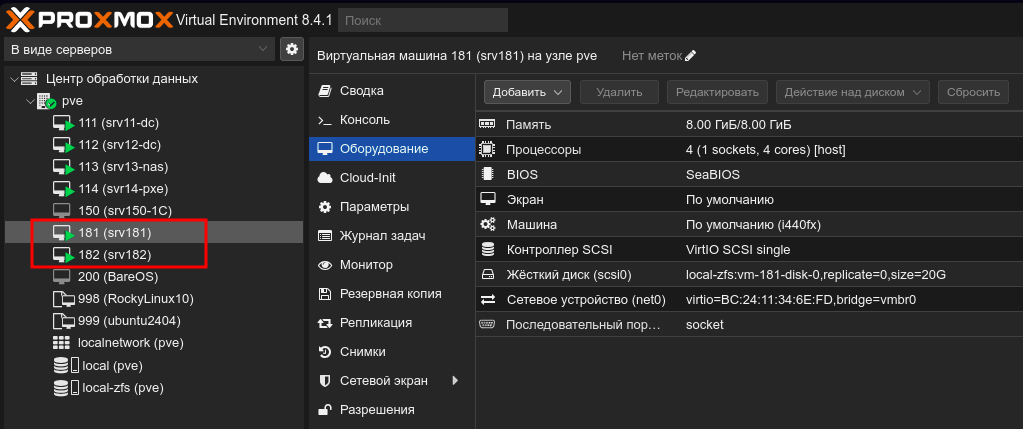 PROXMOX Virtual Environment 8.4.1 Поиск
В виде серверов
Центр обработки данных
pve
111 (srv11-dc)
112 (srv12-dc)
113 (srv13-nas)
114 (svr14-pxe)
150 (srv150-1C)
181 (srv181)
182 (srv182)
200 (BareOS)
998 (RockyLinux10)
999 (ubuntu2404)
localnetwork (pve)
local (pve)
local-zfs (pve)
Виртуальная машина 181 (srv181) на узле pve Нет меток
Сводка
Консоль
Оборудование
Cloud-Init
Параметры
Журнал задач
Монитор
Резервная копия
Репликация
Снимки
Сетевой экран
Разрешения
Добавить Удалить Редактировать Действие над диском Сбросить
Память 8.00 ГиБ/8.00 ГиБ
Процессоры 4 (1 sockets, 4 cores) [host]
BIOS SeaBIOS
Экран По умолчанию
Машина По умолчанию (i440fx)
Контроллер SCSI VirtIO SCSI single
Жёсткий диск (scsi0) local-zfs:vm-181-disk-0,replicate=0,size=20G
Сетевое устройство (net0) virtio=BC:24:11:34:6E:FD,bridge=vmbr0
Последовательный пор… socket